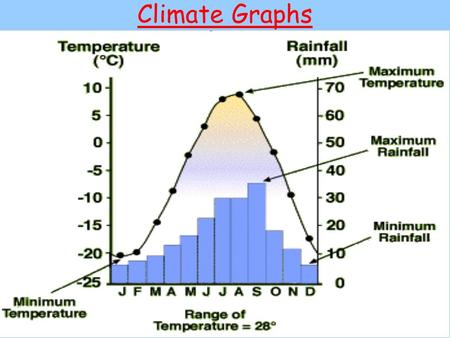 Climate Graphs
Temperature
(°C)
Rainfall
(mm)
Maximum
Temperature
Maximum
Rainfall
Minimum
Rainfall
Minimum
Temperature
10
5
0
-5
-10
-15
-20
-25
70
60
50
40
30
20
10
0
J F M A M J J A S O N D
Range of
Temperature = 28°